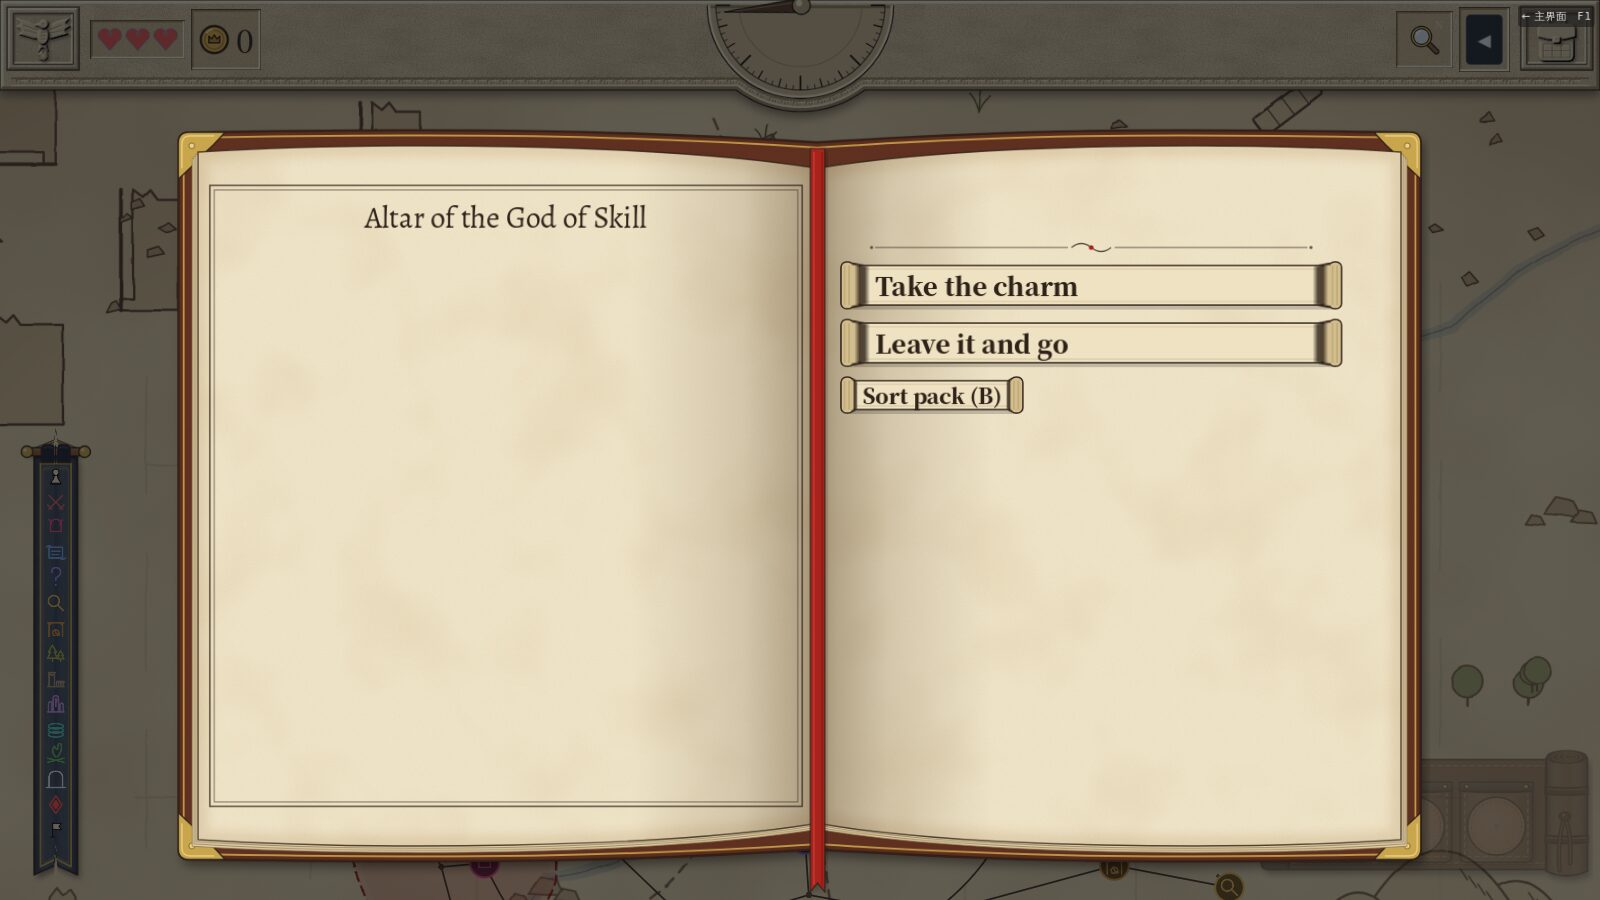 0
← 主界面 F1
Altar of the God of Skill
Take the charm
Leave it and go
Sort pack (B)